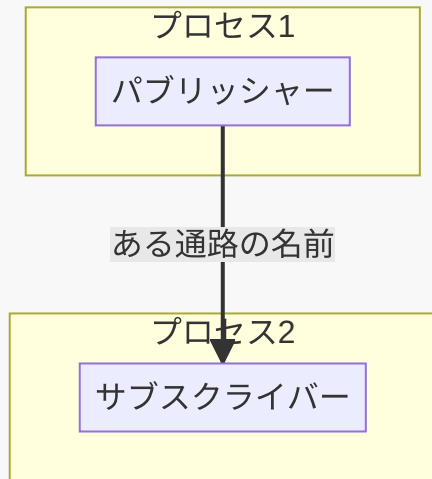 プロセス1
パブリッシャー
ある通路の名前
プロセス2
サブスクライバー